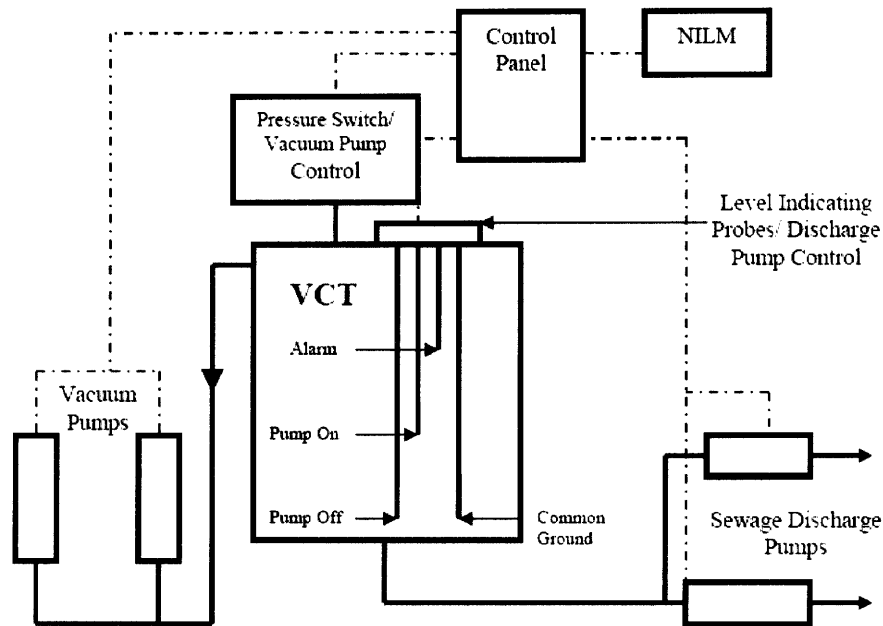 Control
Panel
NILM
Pressure Switch/
Vacuum Pump
Control
Level Indicating
Probes/ Discharge
Pump Control
VCT
Alarm
Vacuum
Pumps
Pump On
Pump Off
Common
Ground
Sewage Discharge
Pumps